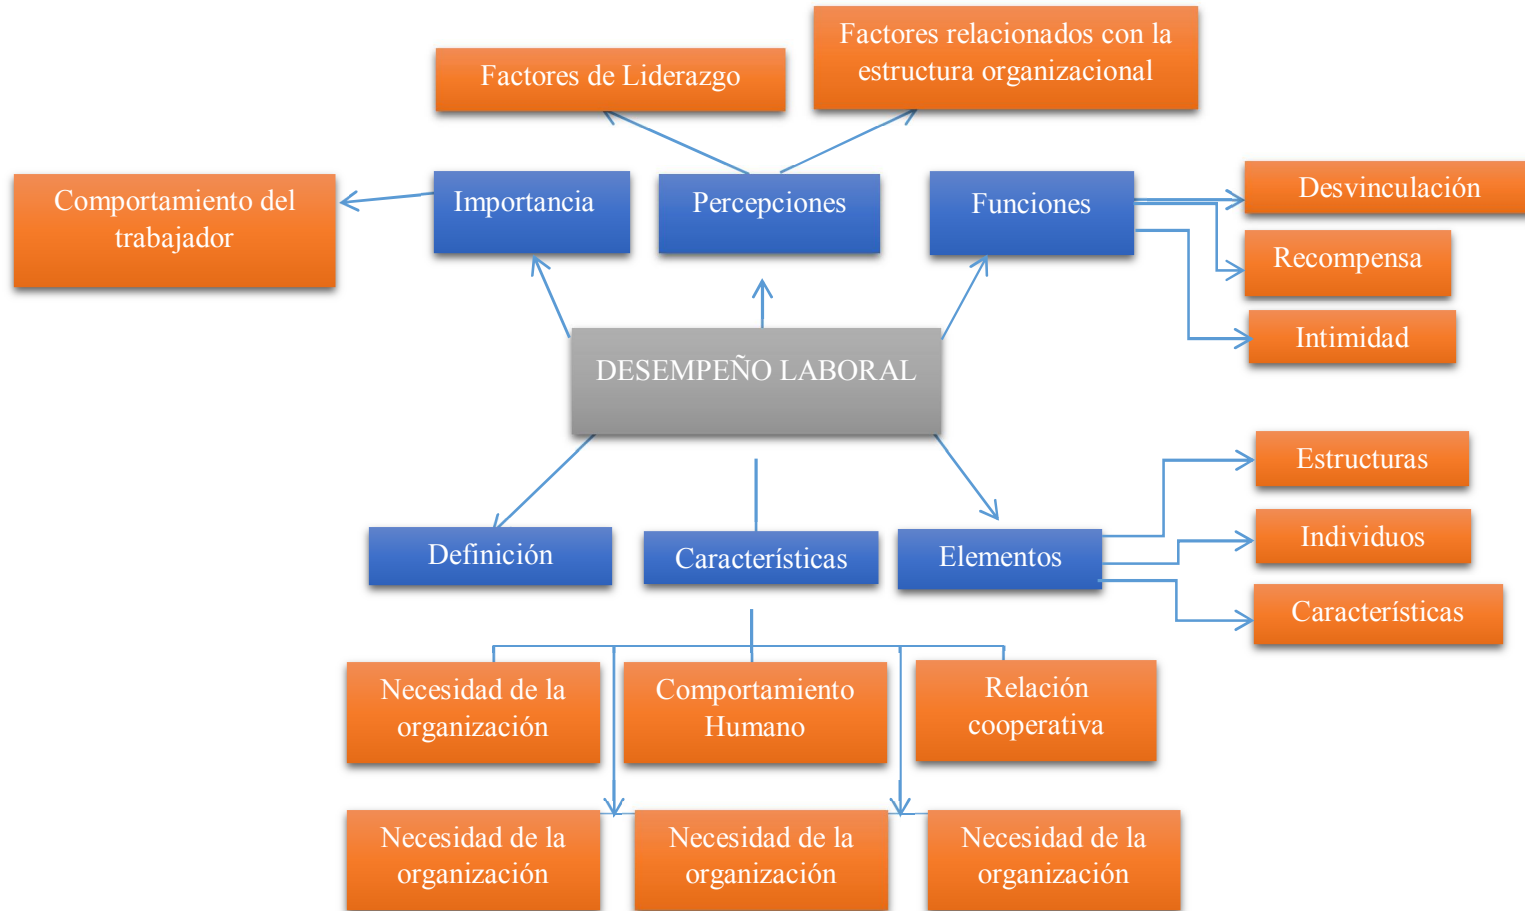 Factores de Liderazgo
Factores relacionados con la
estructura organizacional
Comportamiento del
trabajador
Importancia
Percepciones
Funciones
Desvinculación
Recompensa
Intimidad
DESEMPEÑO LABORAL
Definición
Características
Elementos
Estructuras
Individuos
Características
Necesidad de la
organización
Comportamiento
Humano
Relación
cooperativa
Necesidad de la
organización
Necesidad de la
organización
Necesidad de la
organización